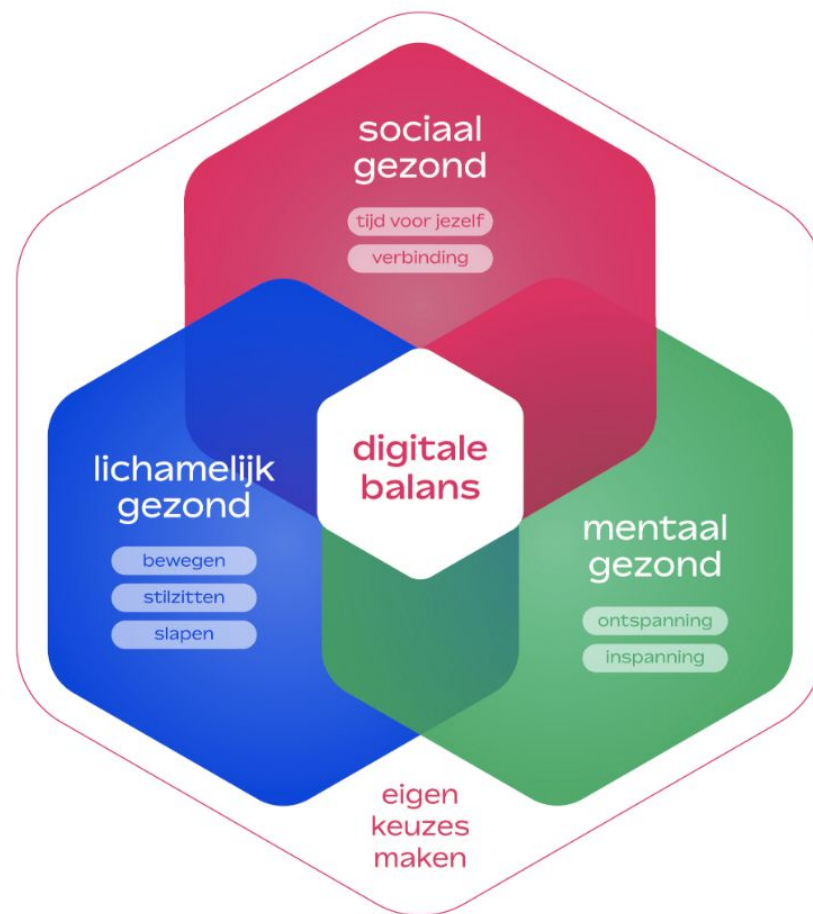 sociaal
gezond
tijd voor jezelf
verbinding
digitale
balans
lichamelijk
gezond
bewegen
stilzitten
slapen
mentaal
gezond
ontspanning
inspanning
eigen
keuzes
maken